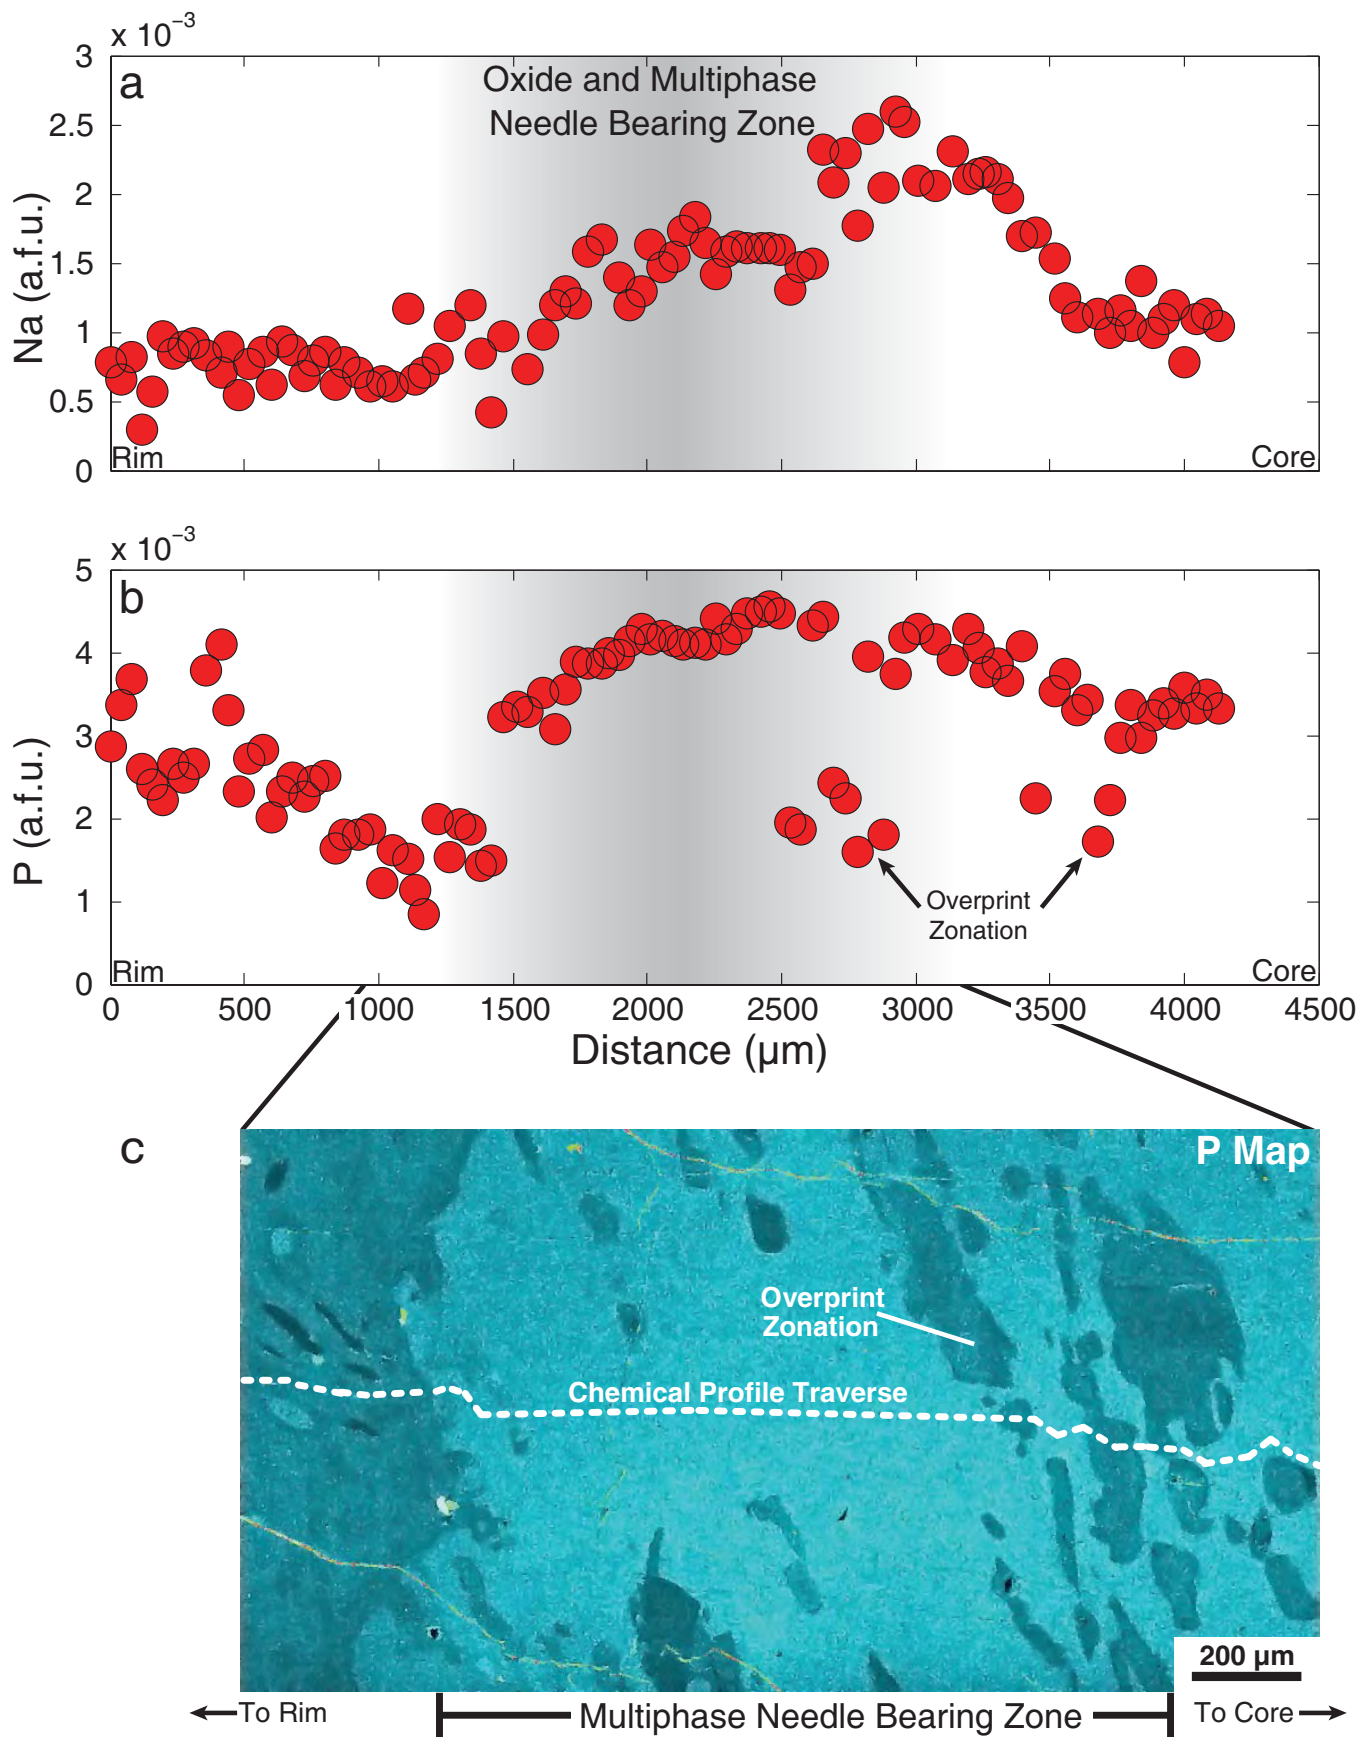 x 10⁻³
3
2.5
2
1.5
1
0.5
0
a
Oxide and Multiphase
Needle Bearing Zone
Na (a.f.u.)
Rim
Core
x 10⁻³
5
4
3
2
1
0
b
P (a.f.u.)
Overprint
Zonation
Rim
Core
0 500 1000 1500 2000 2500 3000 3500 4000 4500
Distance (µm)
c
P Map
Overprint
Zonation
Chemical Profile Traverse
200 µm
To Rim
Multiphase Needle Bearing Zone
To Core